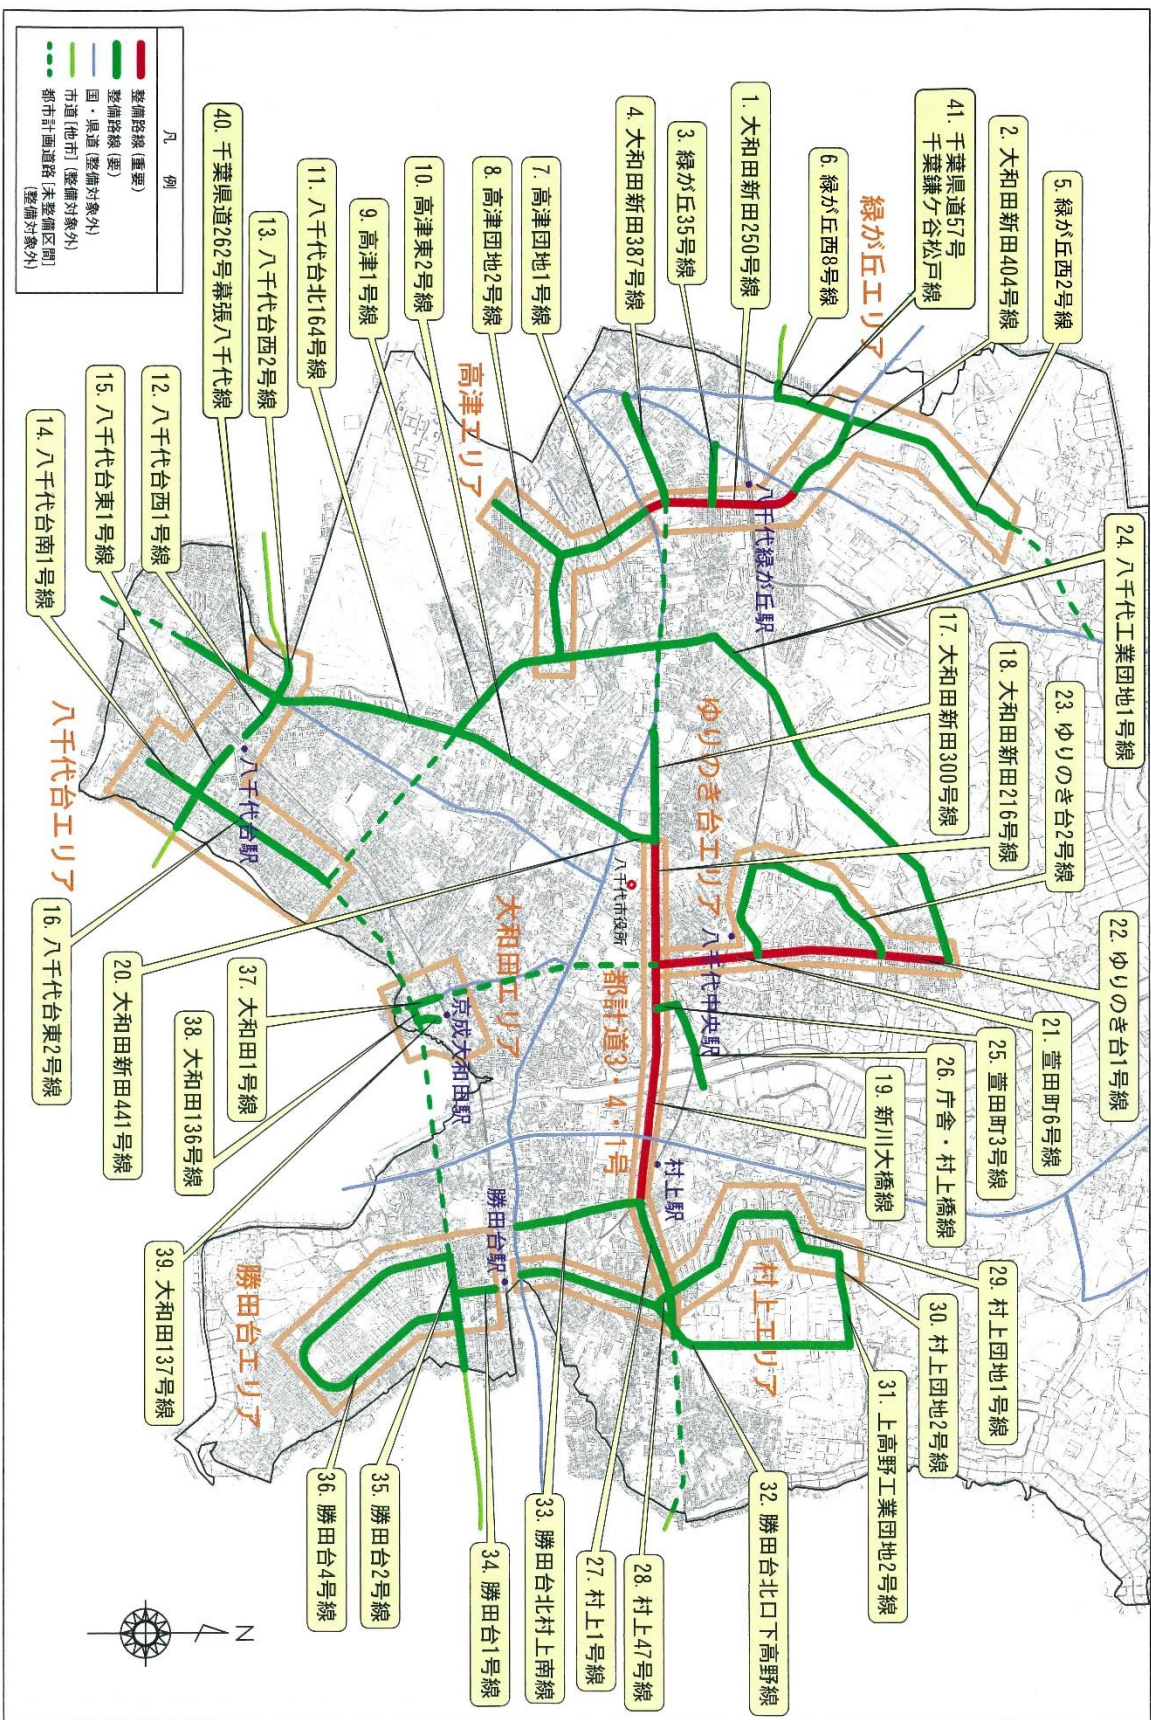 5. 緑が丘西2号線
2. 大和田新田404号線
41. 千葉県道57号
千葉鎌ケ谷松戸線
6. 緑が丘西8号線
1. 大和田新田250号線
3. 緑が丘35号線
4. 大和田新田387号線
7. 高津団地1号線
8. 高津団地2号線
10. 高津東2号線
9. 高津1号線
11. 八千代台北164号線
13. 八千代台西2号線
40. 千葉県道262号幕張八千代線
緑が丘エリア
高津エリア
八千代緑が丘駅
24. 八千代工業団地1号線
17. 大和田新田300号線
18. 大和田新田216号線
23. ゆりのき台2号線
22. ゆりのき台1号線
21. 萱田町6号線
25. 萱田町3号線
26. 庁舎・村上橋線
19. 新川大橋線
ゆりのき台エリア
八千代中央駅
八千代市役所
都計道3・4・1号
村上駅
村上エリア
29. 村上団地1号線
30. 村上団地2号線
31. 上高野工業団地2号線
32. 勝田台北口下高野線
28. 村上47号線
27. 村上1号線
33. 勝田台北村上南線
34. 勝田台1号線
35. 勝田台2号線
36. 勝田台4号線
勝田台駅
勝田台エリア
大和田エリア
京成大和田駅
37. 大和田1号線
38. 大和田136号線
39. 大和田137号線
20. 大和田新田441号線
16. 八千代台東2号線
八千代台駅
八千代台エリア
12. 八千代台西1号線
15. 八千代台東1号線
14. 八千代台南1号線
凡 例
整備路線(重要)
整備路線(要)
国・県道(整備対象外)
市道[他市](整備対象外)
都市計画道路[未整備区間]
(整備対象外)
N